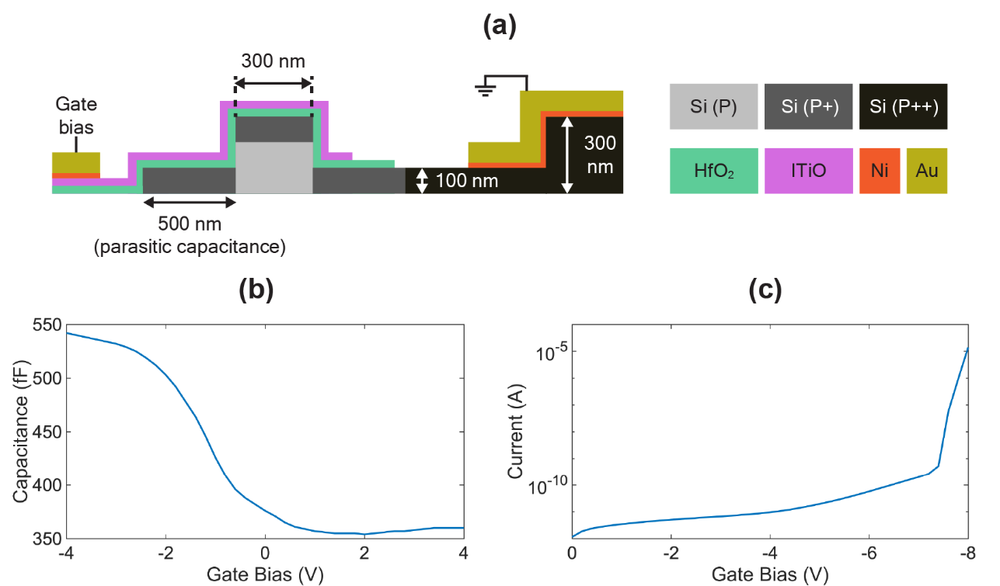 (a)
300 nm
Gate
bias
300
nm
100 nm
500 nm
(parasitic capacitance)
Si (P)
Si (P+)
Si (P++)
HfO₂
ITiO
Ni
Au
(b)
550
500
450
400
350
-4
-2
0
2
4
Capacitance (fF)
Gate Bias (V)
(c)
10⁻⁵
10⁻¹⁰
0
-2
-4
-6
-8
Current (A)
Gate Bias (V)